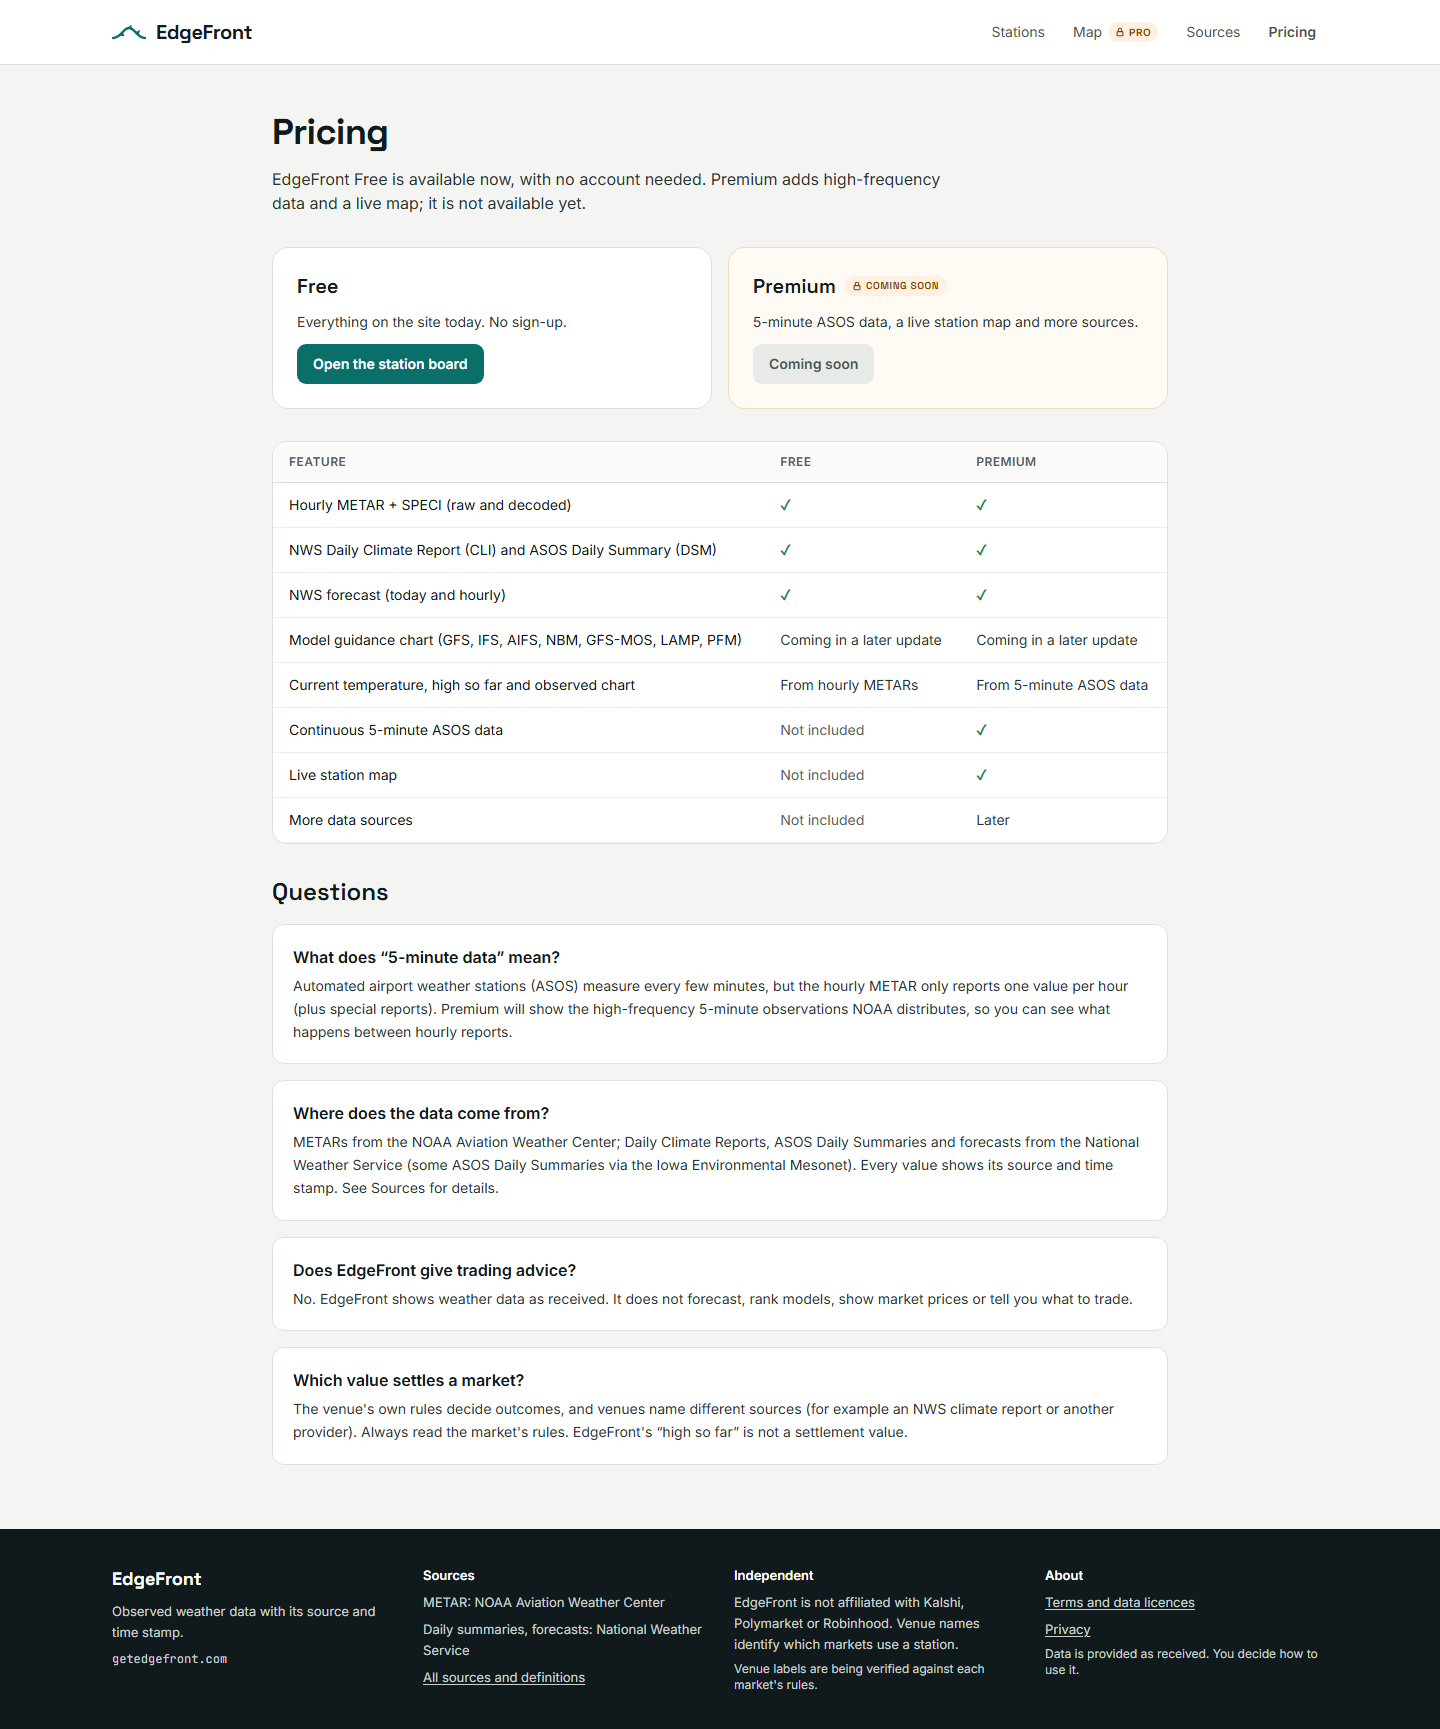 EdgeFront
Stations Map PRO Sources Pricing
Pricing
EdgeFront Free is available now, with no account needed. Premium adds high-frequency
data and a live map; it is not available yet.
Free
Everything on the site today. No sign-up.
Open the station board
Premium COMING SOON
5-minute ASOS data, a live station map and more sources.
Coming soon
FEATURE FREE PREMIUM
Hourly METAR + SPECI (raw and decoded) ✓ ✓
NWS Daily Climate Report (CLI) and ASOS Daily Summary (DSM) ✓ ✓
NWS forecast (today and hourly) ✓ ✓
Model guidance chart (GFS, IFS, AIFS, NBM, GFS-MOS, LAMP, PFM) Coming in a later update Coming in a later update
Current temperature, high so far and observed chart From hourly METARs From 5-minute ASOS data
Continuous 5-minute ASOS data Not included ✓
Live station map Not included ✓
More data sources Not included Later
Questions
What does “5-minute data” mean?
Automated airport weather stations (ASOS) measure every few minutes, but the hourly METAR only reports one value per hour
(plus special reports). Premium will show the high-frequency 5-minute observations NOAA distributes, so you can see what
happens between hourly reports.
Where does the data come from?
METARs from the NOAA Aviation Weather Center; Daily Climate Reports, ASOS Daily Summaries and forecasts from the National
Weather Service (some ASOS Daily Summaries via the Iowa Environmental Mesonet). Every value shows its source and time
stamp. See Sources for details.
Does EdgeFront give trading advice?
No. EdgeFront shows weather data as received. It does not forecast, rank models, show market prices or tell you what to trade.
Which value settles a market?
The venue's own rules decide outcomes, and venues name different sources (for example an NWS climate report or another
provider). Always read the market's rules. EdgeFront's “high so far” is not a settlement value.
EdgeFront
Observed weather data with its source and
time stamp.
getedgefront.com
Sources
METAR: NOAA Aviation Weather Center
Daily summaries, forecasts: National Weather
Service
All sources and definitions
Independent
EdgeFront is not affiliated with Kalshi,
Polymarket or Robinhood. Venue names
identify which markets use a station.
Venue labels are being verified against each
market's rules.
About
Terms and data licences
Privacy
Data is provided as received. You decide how to
use it.